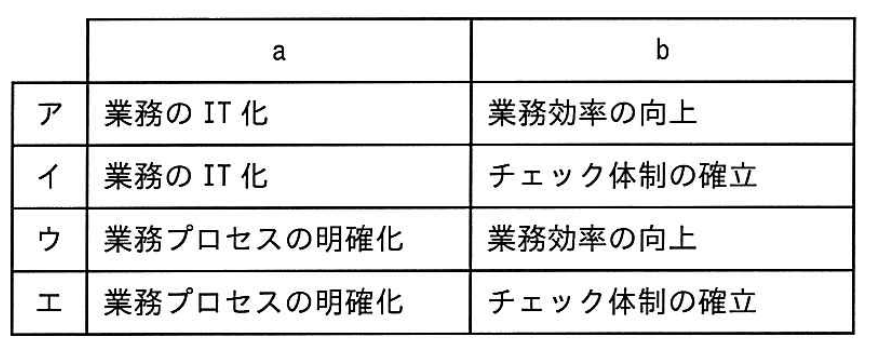 a b
ア 業務の IT 化 業務効率の向上
イ 業務の IT 化 チェック体制の確立
ウ 業務プロセスの明確化 業務効率の向上
エ 業務プロセスの明確化 チェック体制の確立